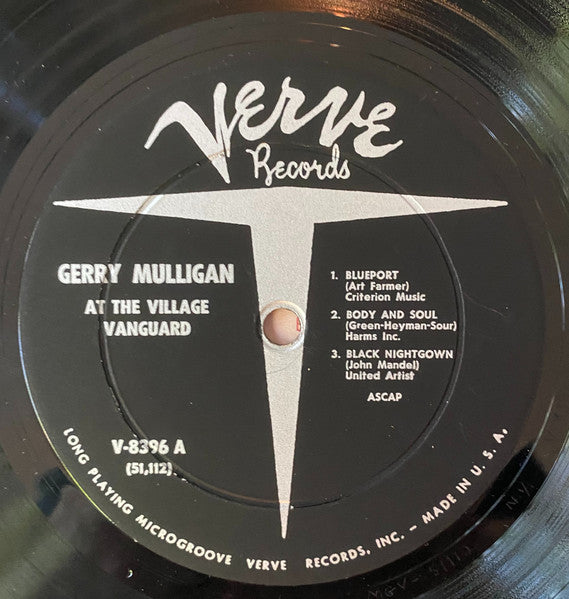 Verve
Records
GERRY MULLIGAN
AT THE VILLAGE
VANGUARD
V-8396 A
(51,112)
1. BLUEPORT
(Art Farmer)
Criterion Music
2. BODY AND SOUL
(Green-Heyman-Sour)
Harms Inc.
3. BLACK NIGHTGOWN
(John Mandel)
United Artist
ASCAP
LONG PLAYING MICROGROOVE VERVE RECORDS, INC. – MADE IN U. S. A.